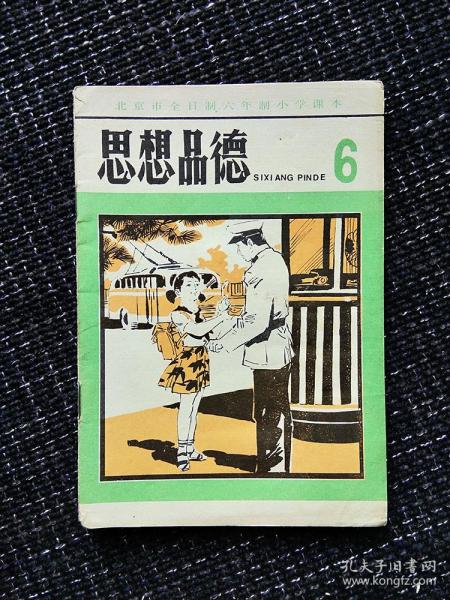 北京市全日制六年制小学课本
思想品德 SIXIANG PINDE 6
孔夫子旧书网
www.kongfz.com